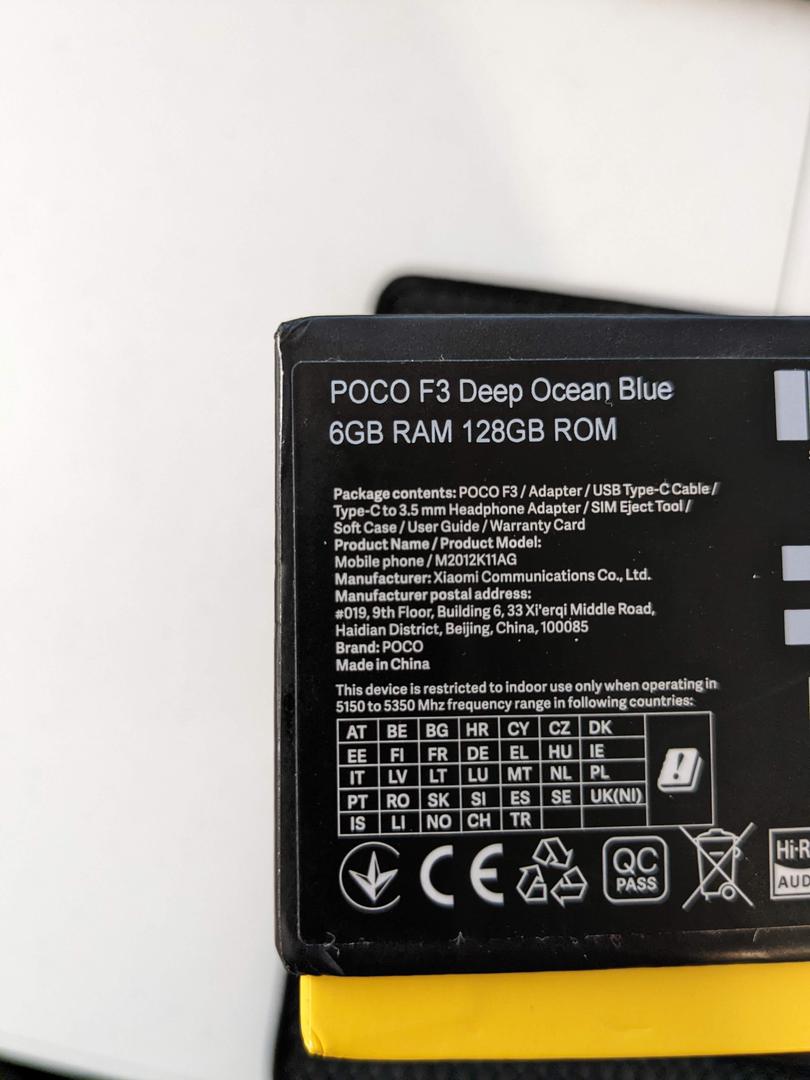 POCO F3 Deep Ocean Blue
6GB RAM 128GB ROM
Package contents: POCO F3 / Adapter / USB Type-C Cable /
Type-C to 3.5 mm Headphone Adapter / SIM Eject Tool /
Soft Case / User Guide / Warranty Card
Product Name / Product Model:
Mobile phone / M2012K11AG
Manufacturer: Xiaomi Communications Co., Ltd.
Manufacturer postal address:
#019, 9th Floor, Building 6, 33 Xi'erqi Middle Road,
Haidian District, Beijing, China, 100085
Brand: POCO
Made in China
This device is restricted to indoor use only when operating in
5150 to 5350 Mhz frequency range in following countries:
AT BE BG HR CY CZ DK
EE FI FR DE EL HU IE
IT LV LT LU MT NL PL
PT RO SK SI ES SE UK(NI)
IS LI NO CH TR
CE
QC
PASS
Hi-R
AUD